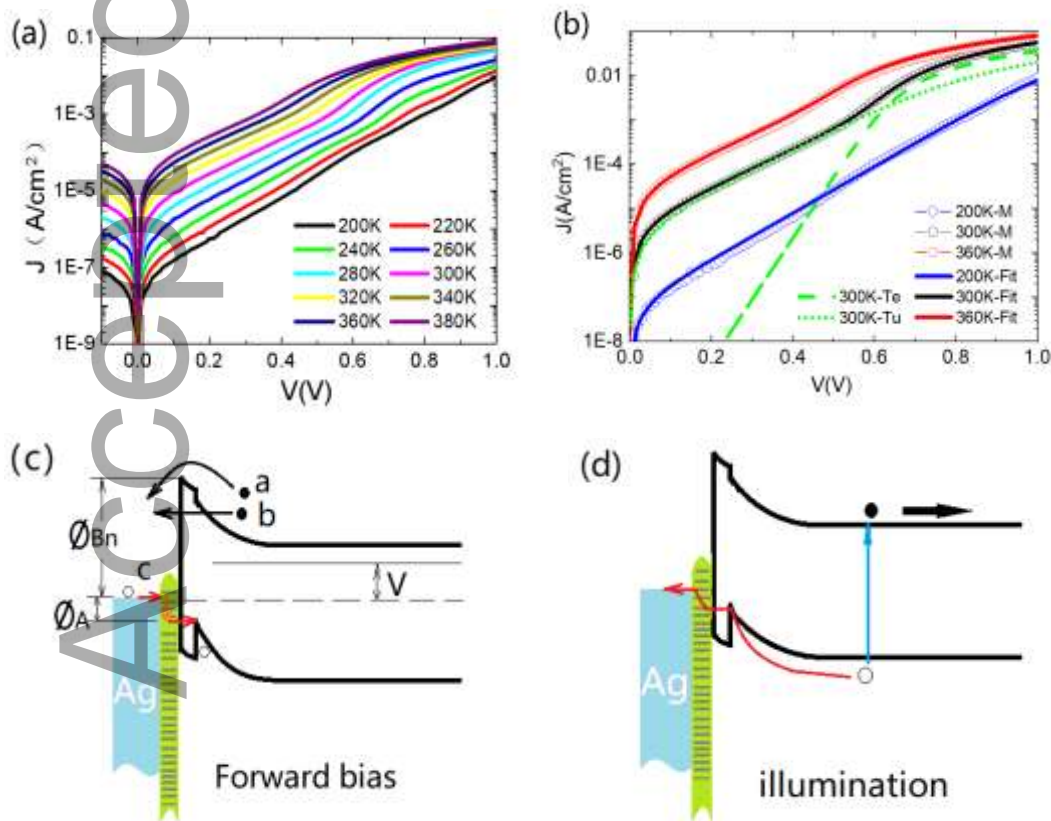 (a)
0.1
1E-3
1E-5
1E-7
1E-9
J (A/cm²)
0.0 0.2 0.4 0.6 0.8 1.0
V(V)
200K 220K
240K 260K
280K 300K
320K 340K
360K 380K
(b)
0.01
1E-4
1E-6
1E-8
J(A/cm²)
0.0 0.2 0.4 0.6 0.8 1.0
V(V)
200K-M
300K-M
360K-M
200K-Fit
300K-Te 300K-Fit
300K-Tu 360K-Fit
(c)
a
b
ØBn
c
V
ØA
Ag
Forward bias
(d)
Ag
illumination
Accepted